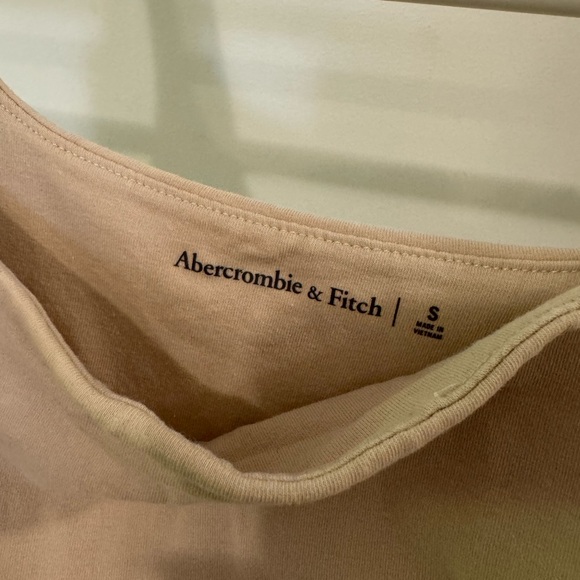 Abercrombie & Fitch | S
MADE IN
VIETNAM